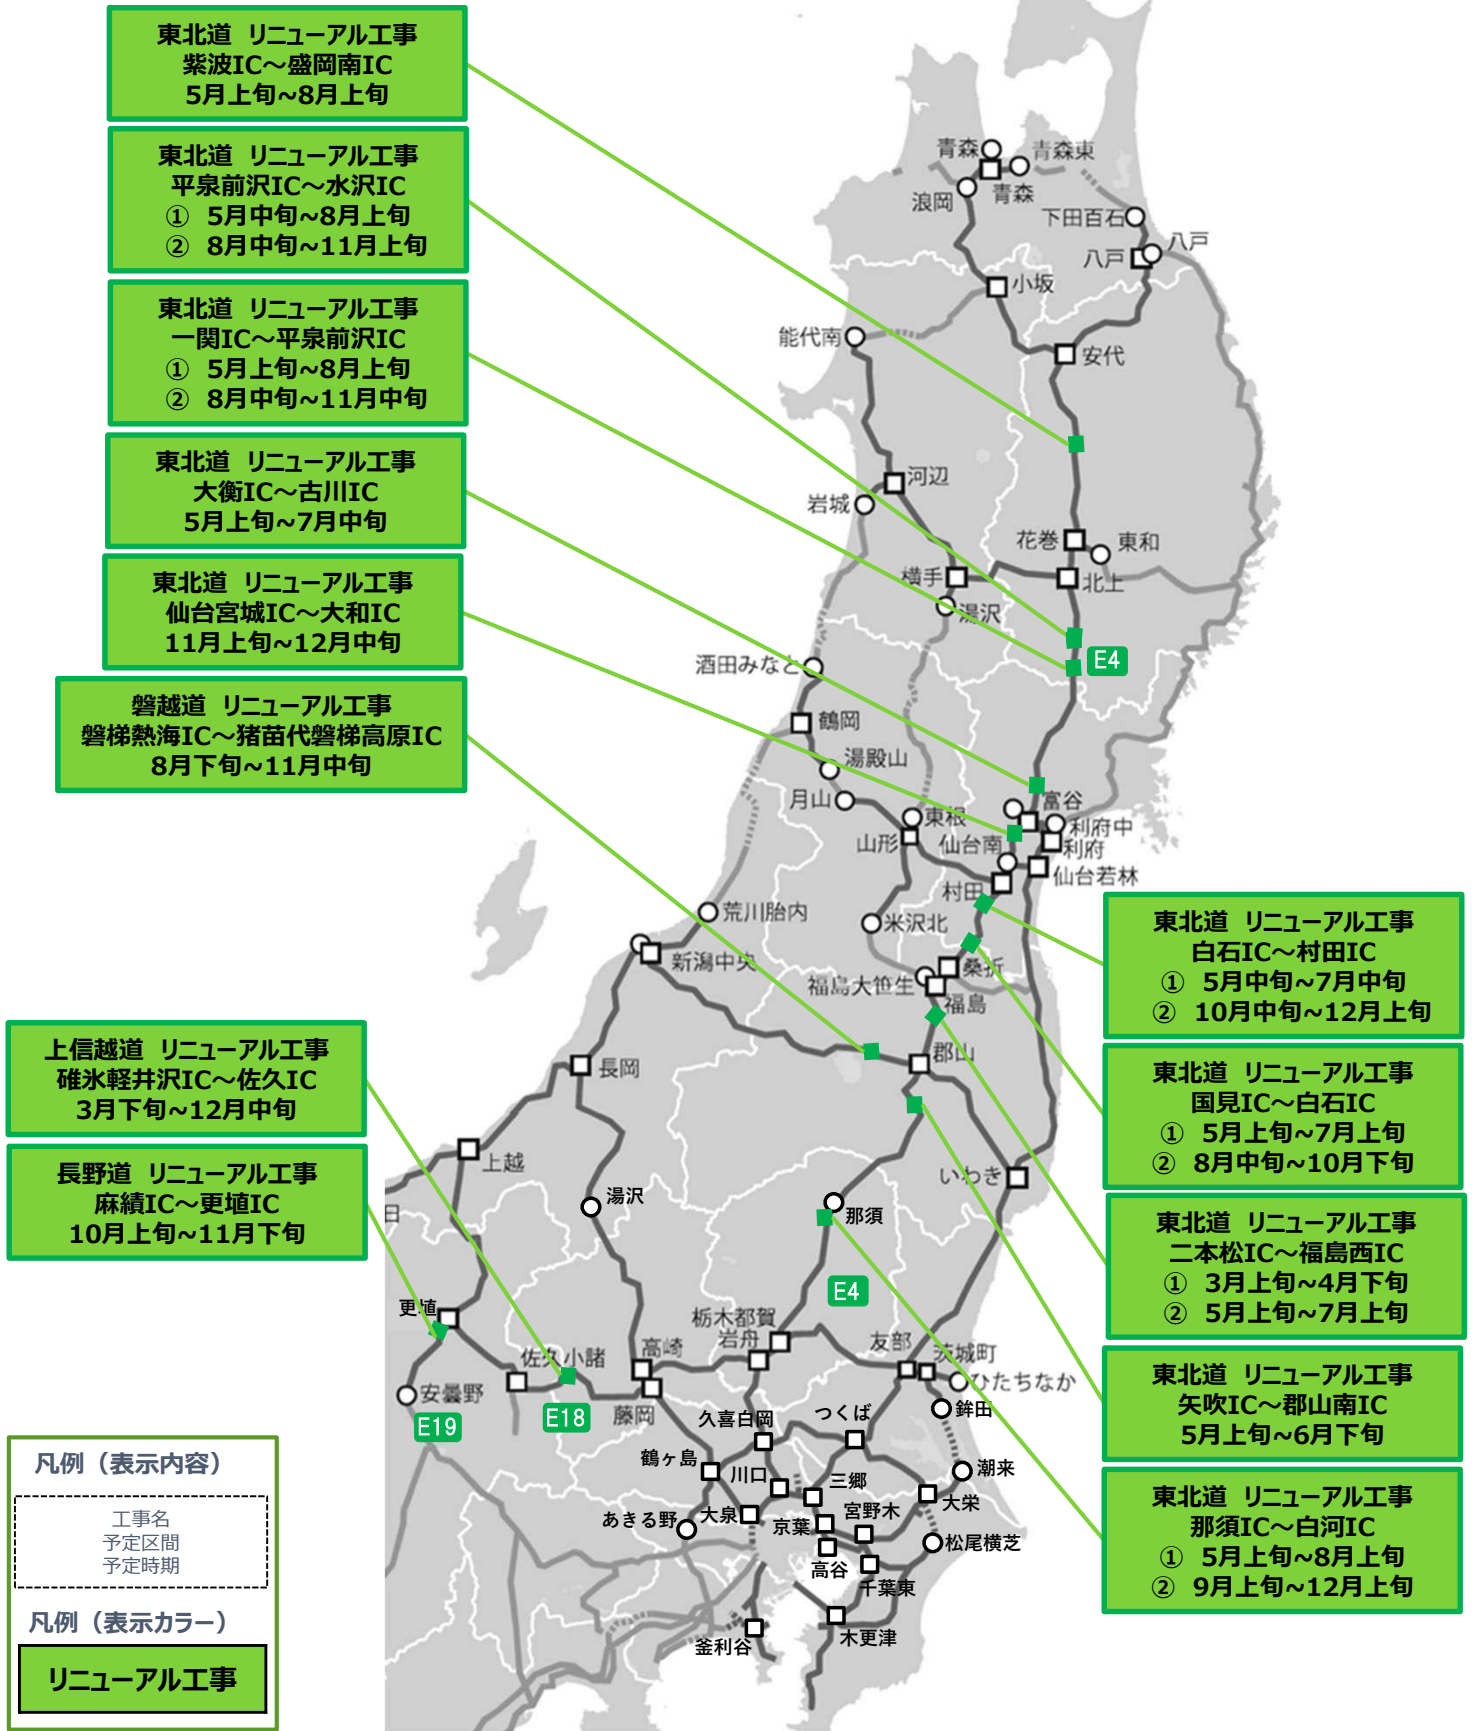 東北道 リニューアル工事
紫波IC～盛岡南IC
5月上旬~8月上旬
東北道 リニューアル工事
平泉前沢IC～水沢IC
① 5月中旬~8月上旬
② 8月中旬~11月上旬
東北道 リニューアル工事
一関IC～平泉前沢IC
① 5月上旬~8月上旬
② 8月中旬~11月中旬
東北道 リニューアル工事
大衡IC～古川IC
5月上旬~7月中旬
東北道 リニューアル工事
仙台宮城IC～大和IC
11月上旬~12月中旬
磐越道 リニューアル工事
磐梯熱海IC～猪苗代磐梯高原IC
8月下旬~11月中旬
上信越道 リニューアル工事
碓氷軽井沢IC～佐久IC
3月下旬~12月中旬
長野道 リニューアル工事
麻績IC～更埴IC
10月上旬~11月下旬
東北道 リニューアル工事
白石IC～村田IC
① 5月中旬~7月中旬
② 10月中旬~12月上旬
東北道 リニューアル工事
国見IC～白石IC
① 5月上旬~7月上旬
② 8月中旬~10月下旬
東北道 リニューアル工事
二本松IC～福島西IC
① 3月上旬~4月下旬
② 5月上旬~7月上旬
東北道 リニューアル工事
矢吹IC～郡山南IC
5月上旬~6月下旬
東北道 リニューアル工事
那須IC～白河IC
① 5月上旬~8月上旬
② 9月上旬~12月上旬
青森
青森東
青森
浪岡
下田百石
八戸
八戸
小坂
能代南
安代
河辺
岩城
花巻
東和
横手
北上
湯沢
E4
酒田みなと
鶴岡
湯殿山
月山
東根
富谷
利府中
山形
仙台南
利府
仙台若林
村田
荒川胎内
米沢北
新潟中央
桑折
福島大笹生
福島
郡山
長岡
上越
いわき
湯沢
那須
日
E4
更埴
栃木都賀
岩舟
友部
茨城町
佐久小諸
高崎
ひたちなか
安曇野
鉾田
藤岡
E19
E18
久喜白岡
つくば
鶴ヶ島
川口
三郷
潮来
大栄
あきる野
大泉
京葉
宮野木
高谷
松尾横芝
千葉東
木更津
釜利谷
凡例（表示内容）
工事名
予定区間
予定時期
凡例（表示カラー）
リニューアル工事